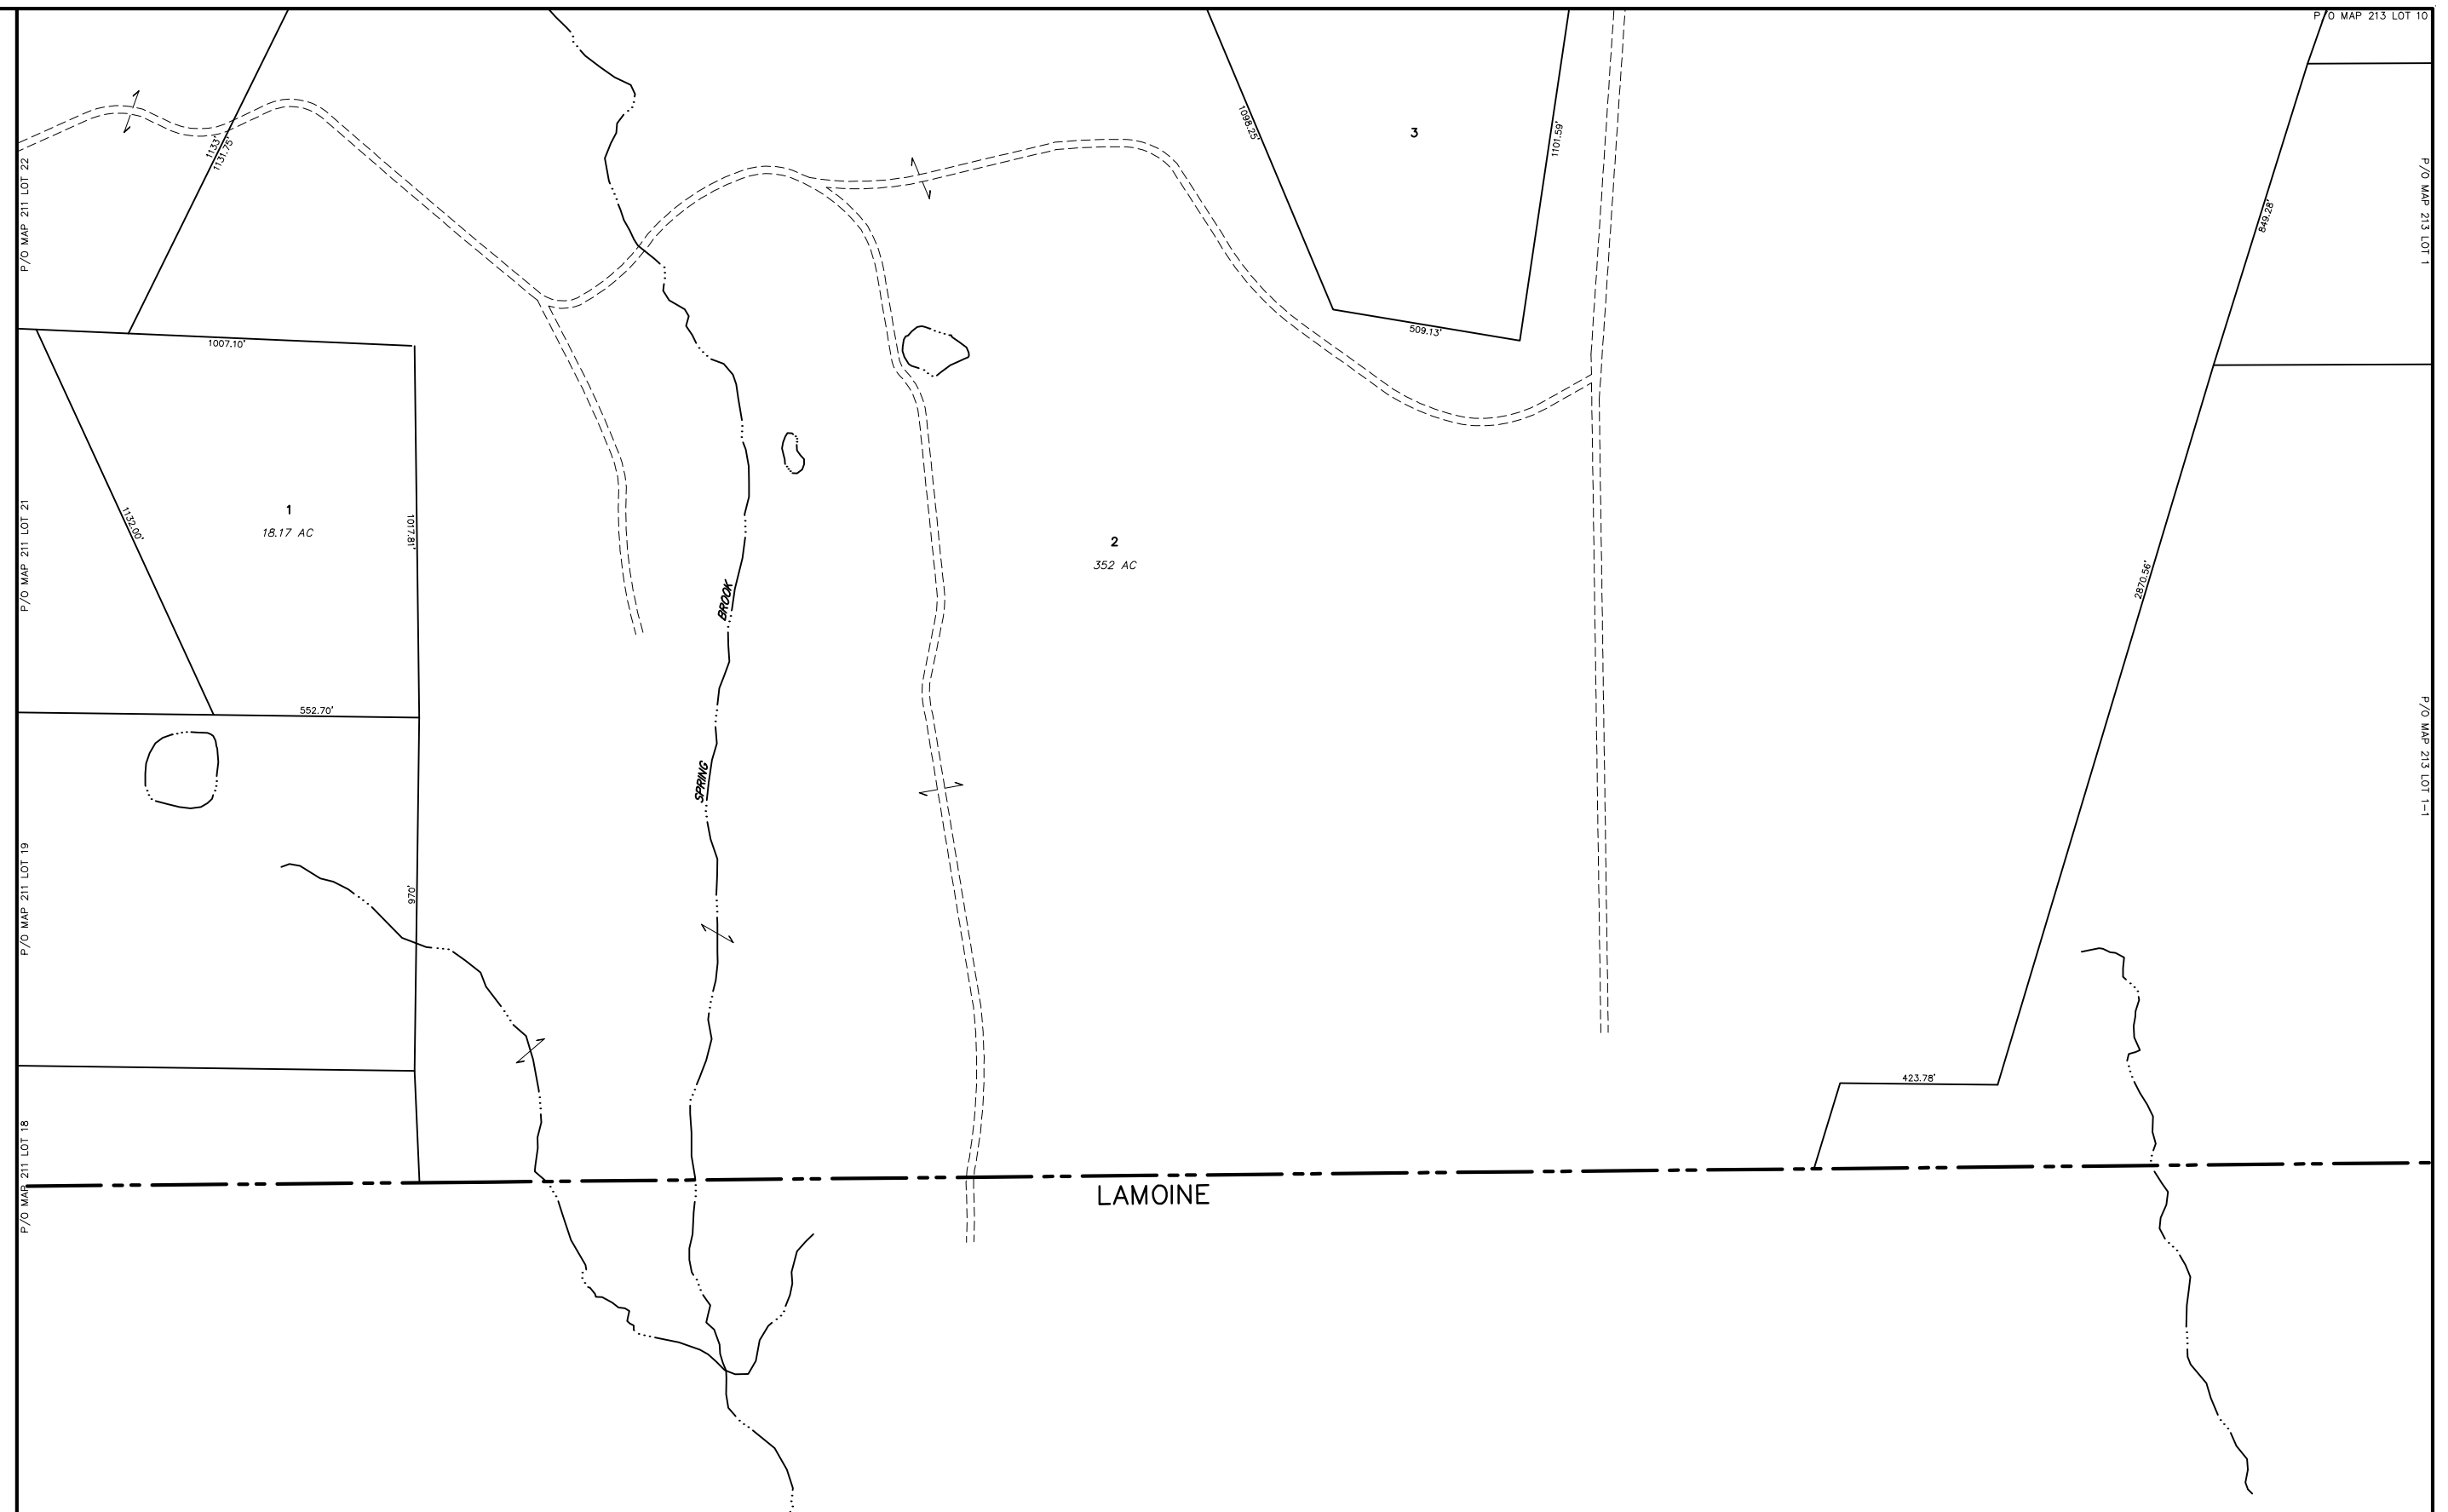 P/O MAP 213 LOT 10
P/O MAP 211 LOT 22
1133'
1131.75'
1098.25'
3
1101.59'
849.28'
P/O MAP 213 LOT 1
509.13'
1007.10'
P/O MAP 211 LOT 21
1132.00'
1
18.17 AC
1017.81'
BROOK
SPRING
2
352 AC
2870.56'
552.70'
P/O MAP 213 LOT 1-1
P/O MAP 211 LOT 19
970'
423.78'
P/O MAP 211 LOT 18
LAMOINE